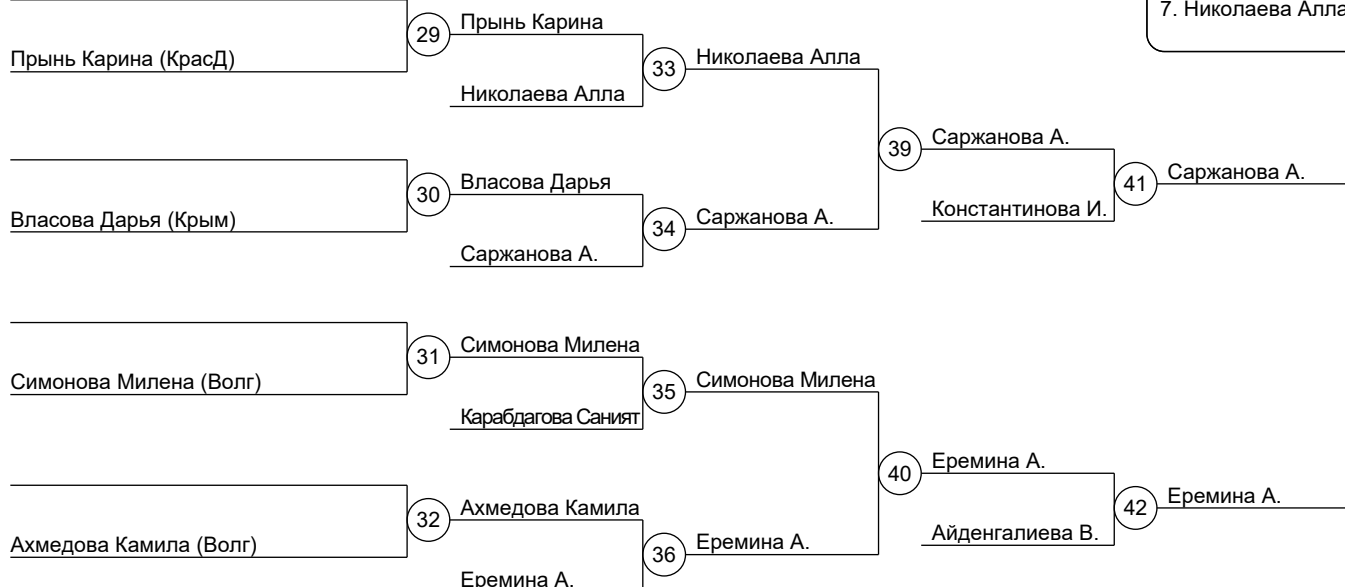 7. Николаева Алла
Прынь Карина
29
Прынь Карина (КрасД)
Николаева Алла
33
Николаева Алла
Саржанова А.
39
Саржанова А.
41
Власова Дарья
30
Константинова И.
Власова Дарья (Крым)
Саржанова А.
34
Саржанова А.
Симонова Милена
31
Симонова Милена (Волг)
Симонова Милена
35
Карабдагова Саният
Еремина А.
40
Еремина А.
42
Ахмедова Камила
32
Айденгалиева В.
Ахмедова Камила (Волг)
Еремина А.
36
Еремина А.